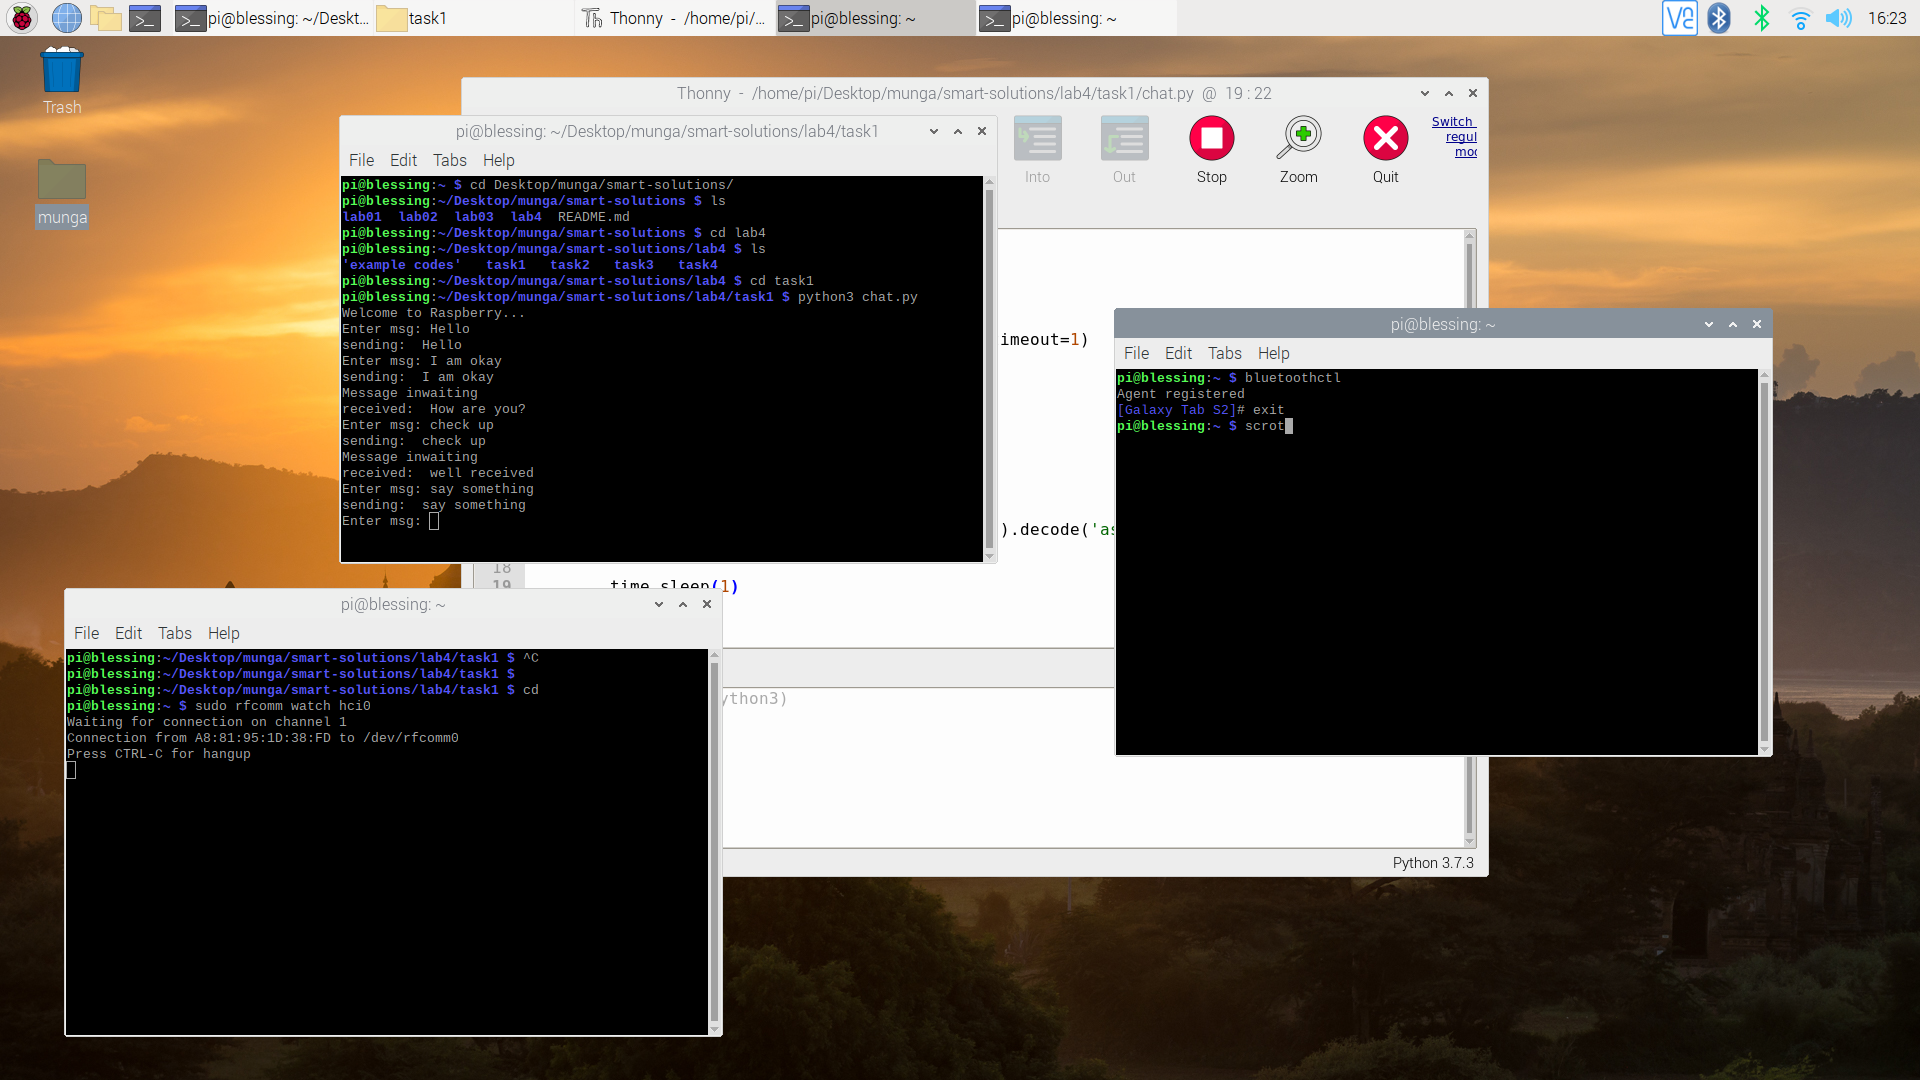 pi@blessing: ~/Deskt...
task1
Thonny - /home/pi/...
pi@blessing: ~
pi@blessing: ~
16:23
Trash
munga
Thonny - /home/pi/Desktop/munga/smart-solutions/lab4/task1/chat.py @ 19 : 22
Into
Out
Stop
Zoom
Quit
Switch
regul
mod
imeout=1)
).decode('as
18
19
time.sleep(1)
ython3)
Python 3.7.3
pi@blessing: ~/Desktop/munga/smart-solutions/lab4/task1
File Edit Tabs Help
pi@blessing:~ $ cd Desktop/munga/smart-solutions/
pi@blessing:~/Desktop/munga/smart-solutions $ ls
lab01 lab02 lab03 lab4 README.md
pi@blessing:~/Desktop/munga/smart-solutions $ cd lab4
pi@blessing:~/Desktop/munga/smart-solutions/lab4 $ ls
'example codes' task1 task2 task3 task4
pi@blessing:~/Desktop/munga/smart-solutions/lab4 $ cd task1
pi@blessing:~/Desktop/munga/smart-solutions/lab4/task1 $ python3 chat.py
Welcome to Raspberry...
Enter msg: Hello
sending: Hello
Enter msg: I am okay
sending: I am okay
Message inwaiting
received: How are you?
Enter msg: check up
sending: check up
Message inwaiting
received: well received
Enter msg: say something
sending: say something
Enter msg:
pi@blessing: ~
File Edit Tabs Help
pi@blessing:~ $ bluetoothctl
Agent registered
[Galaxy Tab S2]# exit
pi@blessing:~ $ scrot
pi@blessing: ~
File Edit Tabs Help
pi@blessing:~/Desktop/munga/smart-solutions/lab4/task1 $ ^C
pi@blessing:~/Desktop/munga/smart-solutions/lab4/task1 $
pi@blessing:~/Desktop/munga/smart-solutions/lab4/task1 $ cd
pi@blessing:~ $ sudo rfcomm watch hci0
Waiting for connection on channel 1
Connection from A8:81:95:1D:38:FD to /dev/rfcomm0
Press CTRL-C for hangup